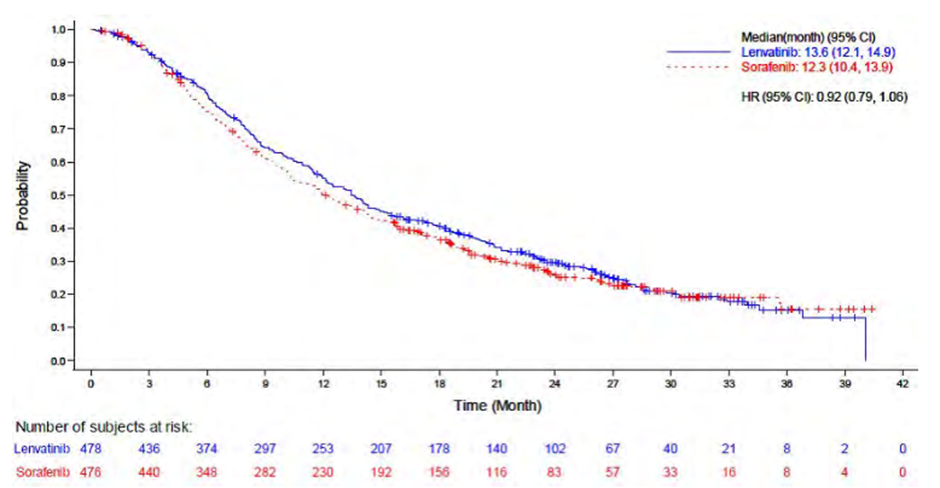 Median(month) (95% CI)
Lenvatinib: 13.6 (12.1, 14.9)
Sorafenib: 12.3 (10.4, 13.9)
HR (95% CI): 0.92 (0.79, 1.06)
1.0
0.9
0.8
0.7
0.6
0.5
0.4
0.3
0.2
0.1
0.0
Probability
0 3 6 9 12 15 18 21 24 27 30 33 36 39 42
Time (Month)
Number of subjects at risk:
Lenvatinib 478 436 374 297 253 207 178 140 102 67 40 21 8 2 0
Sorafenib 476 440 348 282 230 192 156 116 83 57 33 16 8 4 0